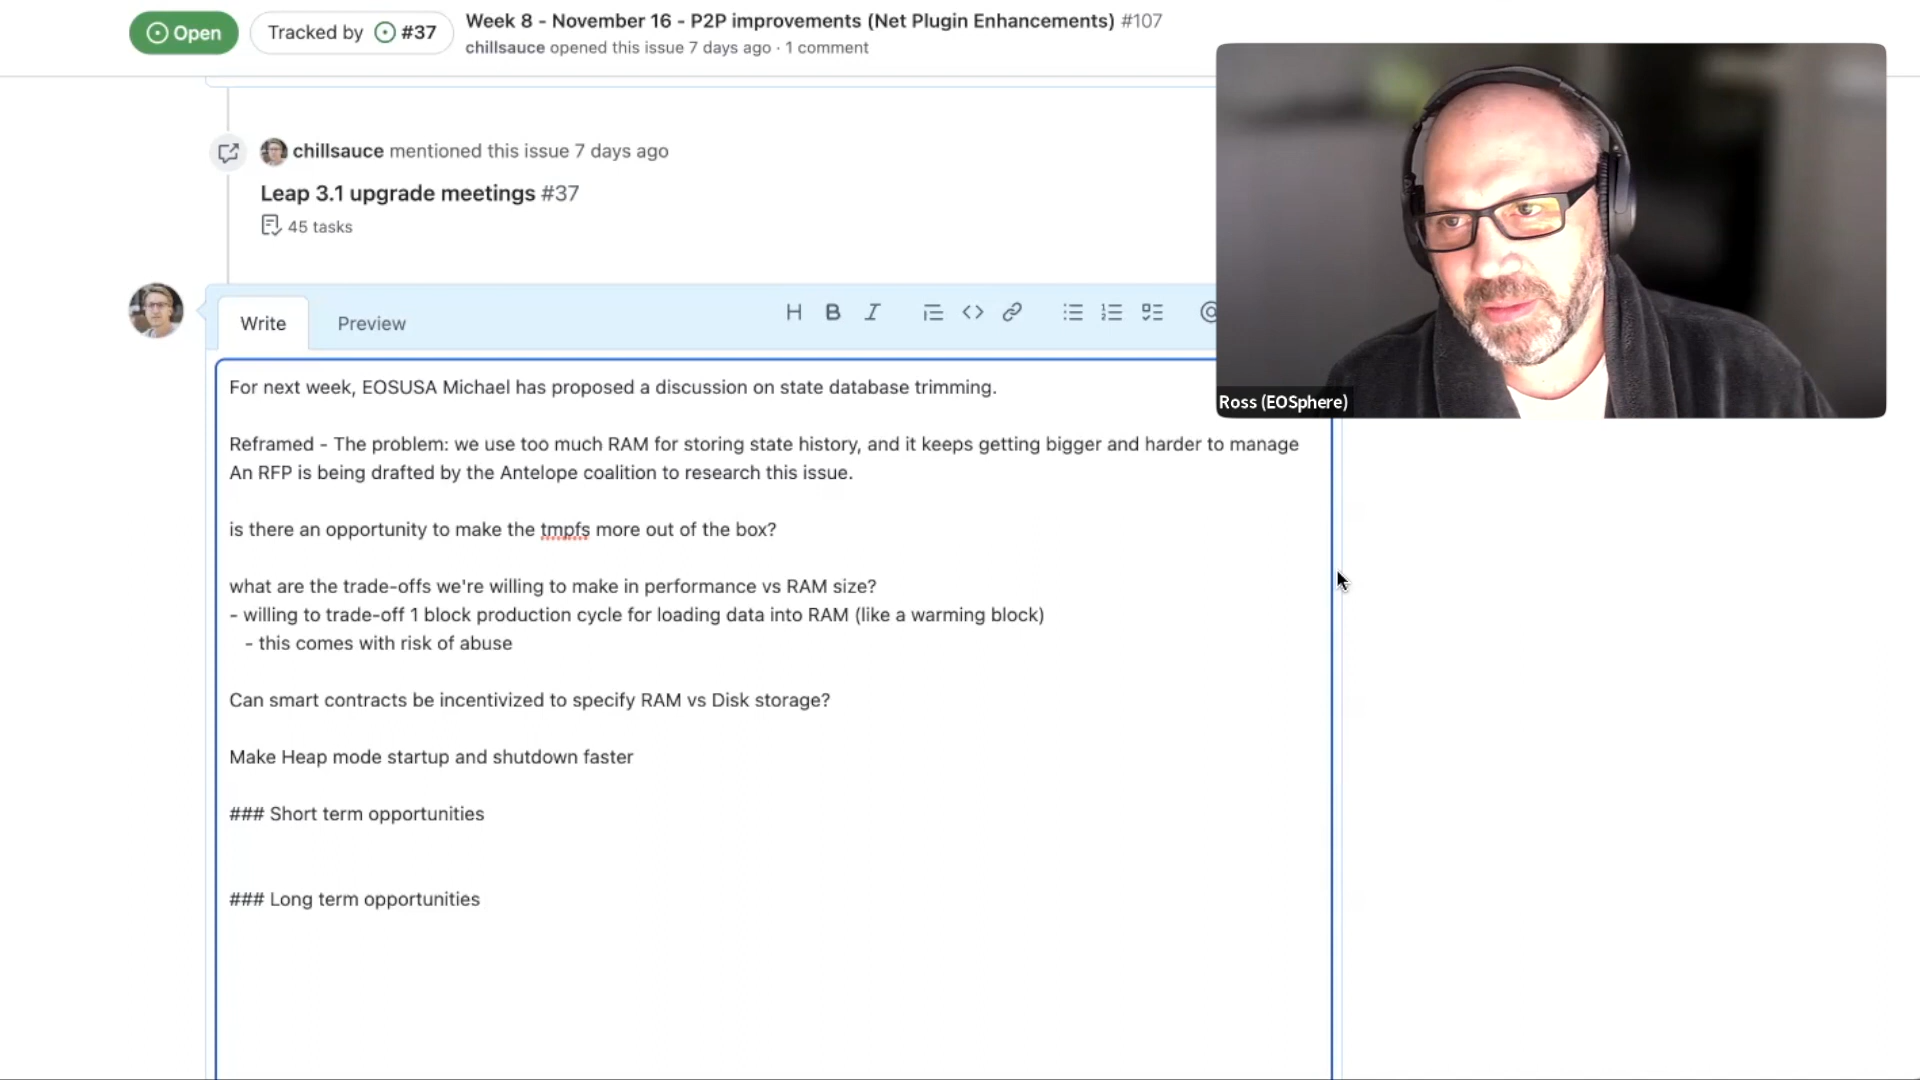 Open
Tracked by #37
Week 8 - November 16 - P2P improvements (Net Plugin Enhancements) #107
chillsauce opened this issue 7 days ago · 1 comment
chillsauce mentioned this issue 7 days ago
Leap 3.1 upgrade meetings #37
45 tasks
Write
Preview
For next week, EOSUSA Michael has proposed a discussion on state database trimming.
Reframed - The problem: we use too much RAM for storing state history, and it keeps getting bigger and harder to manage
An RFP is being drafted by the Antelope coalition to research this issue.
is there an opportunity to make the tmpfs more out of the box?
what are the trade-offs we're willing to make in performance vs RAM size?
- willing to trade-off 1 block production cycle for loading data into RAM (like a warming block)
- this comes with risk of abuse
Can smart contracts be incentivized to specify RAM vs Disk storage?
Make Heap mode startup and shutdown faster
### Short term opportunities
### Long term opportunities
Ross (EOSphere)